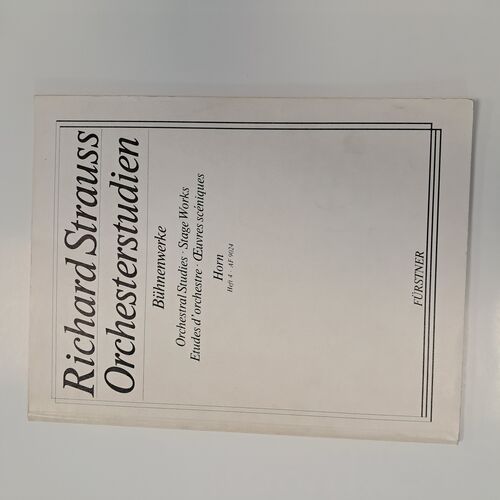 Richard Strauss
Orchesterstudien
Bühnenwerke
Orchestral Studies · Stage Works
Etudes d'orchestre · Œuvres scéniques
Horn
Heft 4 AF 9024
FÜRSTNER